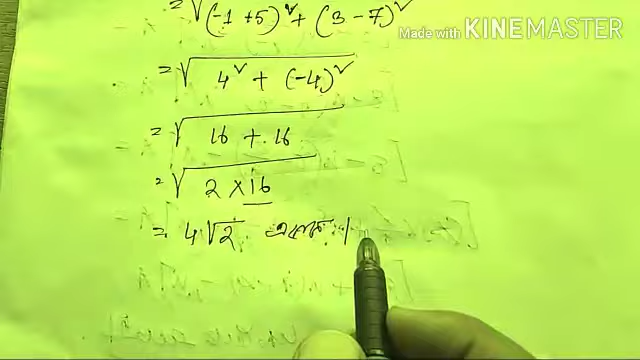 = √(-1 + 5)² + (3 - 7)²
Made with KINEMASTER
= √4² + (-4)²
= √16 + 16
= √2 × 16
= 4√2 একক।